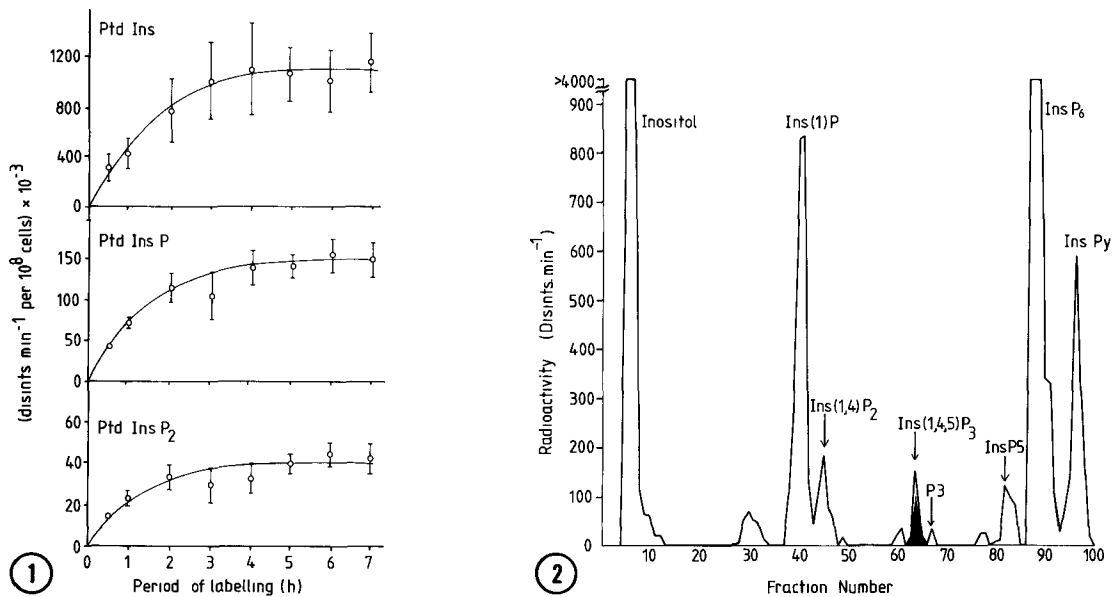 Ptd Ins
1200
800
400
0
Ptd Ins P
150
100
50
0
Ptd Ins P2
60
40
20
0
0 1 2 3 4 5 6 7
Period of labelling (h)
(disints min⁻¹ per 10⁸ cells) × 10⁻³
1
>4000
900
800
700
600
500
400
300
200
100
0
Radioactivity (Disints.min⁻¹)
Inositol
Ins(1)P
Ins(1,4)P2
Ins(1,4,5)P3
P3
InsP5
Ins P6
Ins Py
10 20 30 40 50 60 70 80 90 100
Fraction Number
2